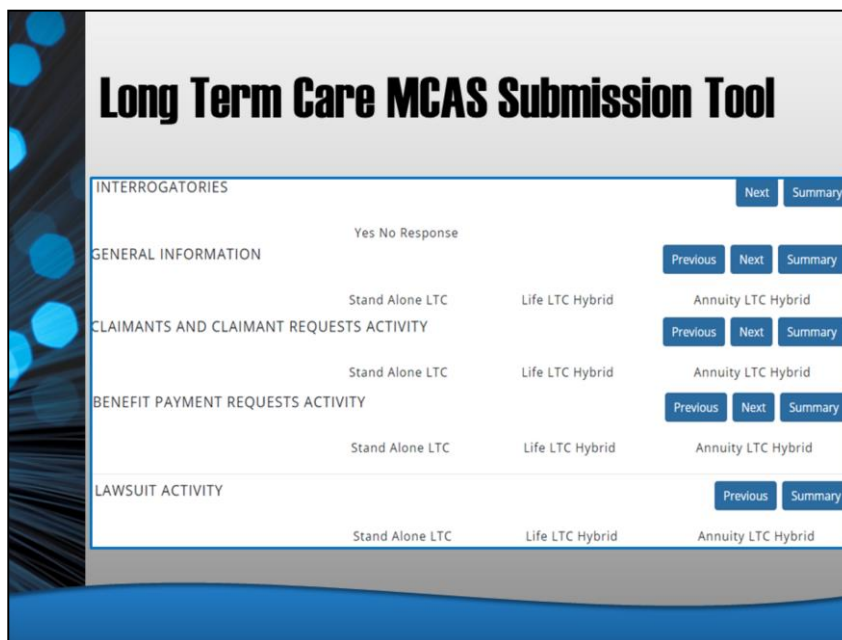 Long Term Care MCAS Submission Tool
INTERROGATORIES Next Summary
Yes No Response
GENERAL INFORMATION Previous Next Summary
Stand Alone LTC Life LTC Hybrid Annuity LTC Hybrid
CLAIMANTS AND CLAIMANT REQUESTS ACTIVITY Previous Next Summary
Stand Alone LTC Life LTC Hybrid Annuity LTC Hybrid
BENEFIT PAYMENT REQUESTS ACTIVITY Previous Next Summary
Stand Alone LTC Life LTC Hybrid Annuity LTC Hybrid
LAWSUIT ACTIVITY Previous Summary
Stand Alone LTC Life LTC Hybrid Annuity LTC Hybrid